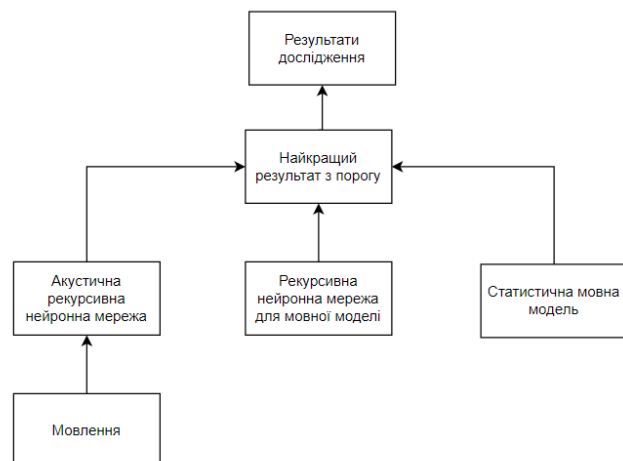 Результати
дослідження
Найкращий
результат з порогу
Акустична
рекурсивна
нейронна мережа
Рекурсивна
нейронна мережа
для мовної моделі
Статистична мовна
модель
Мовлення